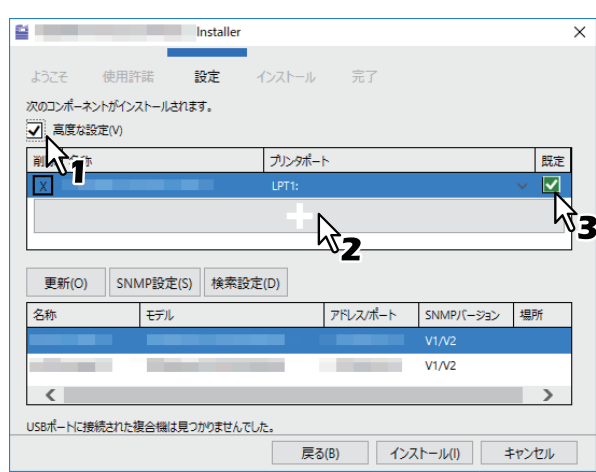 Installer
ようこそ 使用許諾 設定 インストール 完了
次のコンポーネントがインストールされます。
高度な設定(V)
1
削 プリンタポート 既定
X LPT1:
2
3
更新(O) SNMP設定(S) 検索設定(D)
名称 モデル アドレス/ポート SNMPバージョン 場所
V1/V2
V1/V2
USBポートに接続された複合機は見つかりませんでした。
戻る(B) インストール(I) キャンセル